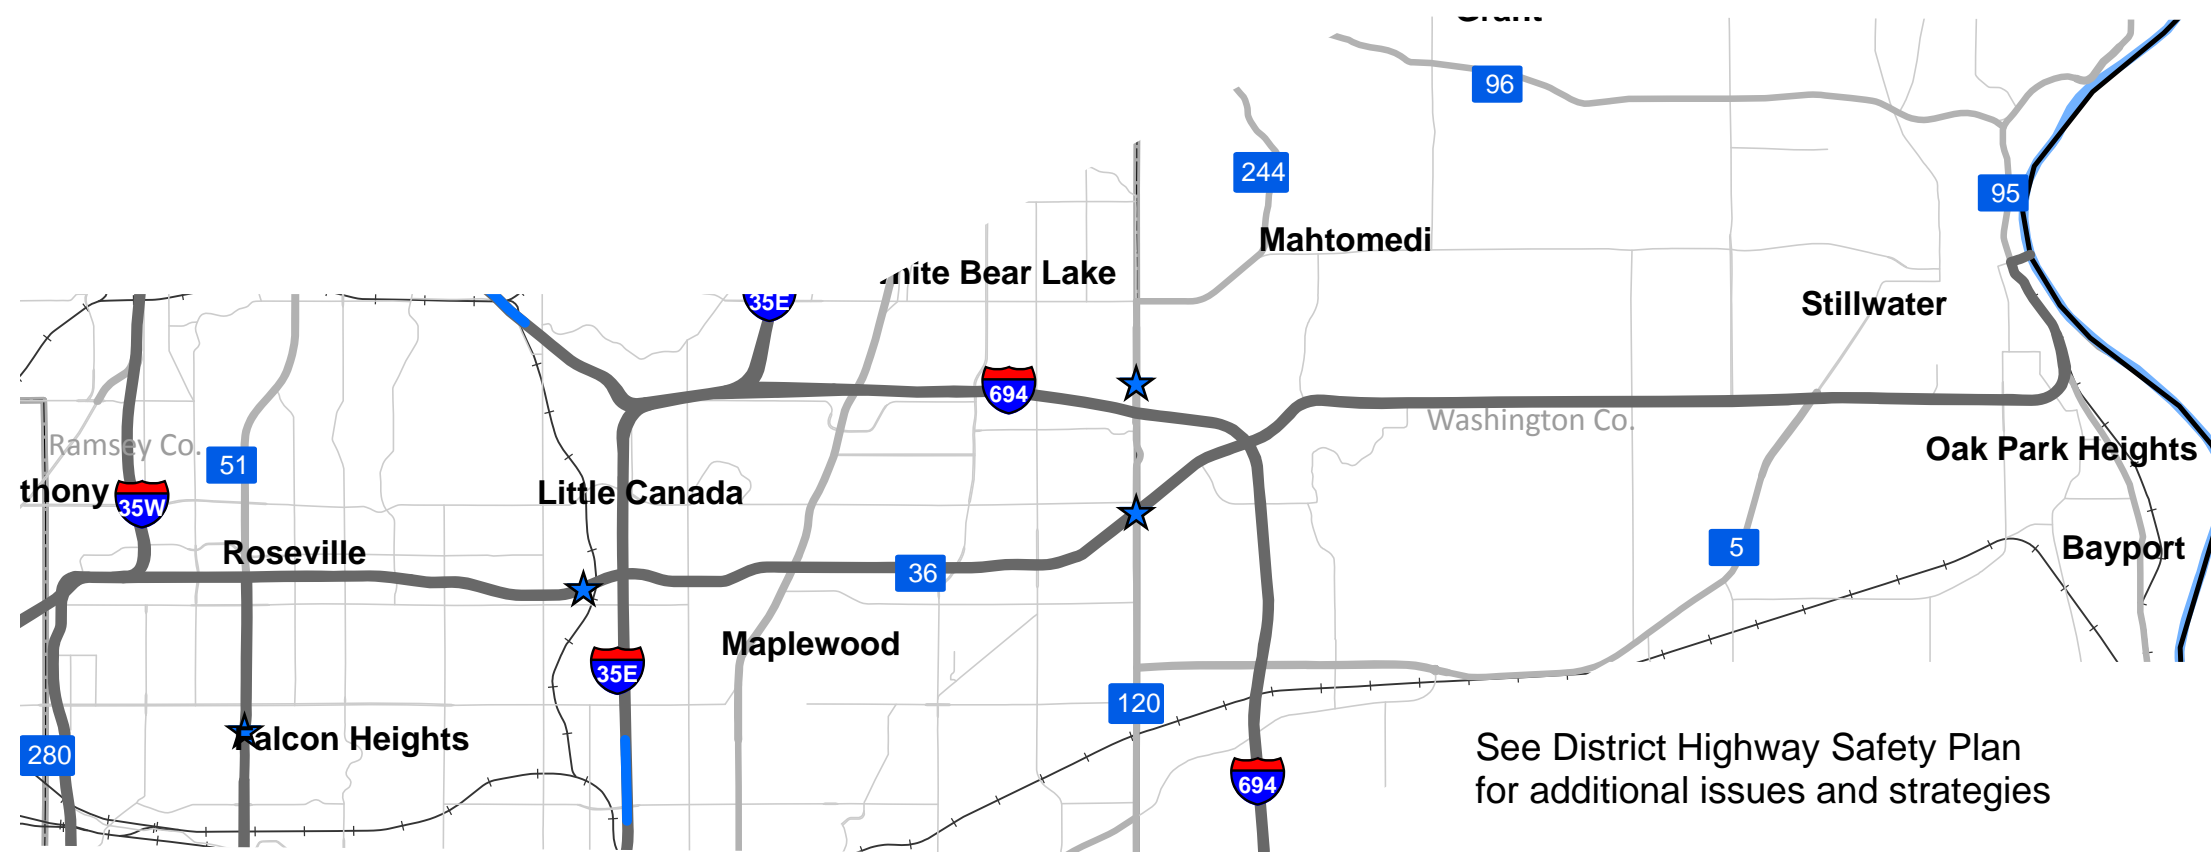 96
244
95
Mahtomedi
hite Bear Lake
35E
Stillwater
694
Washington Co.
Ramsey Co.
51
Oak Park Heights
thony
35W
Little Canada
Roseville
5
Bayport
36
Maplewood
35E
120
Falcon Heights
280
694
See District Highway Safety Plan
for additional issues and strategies